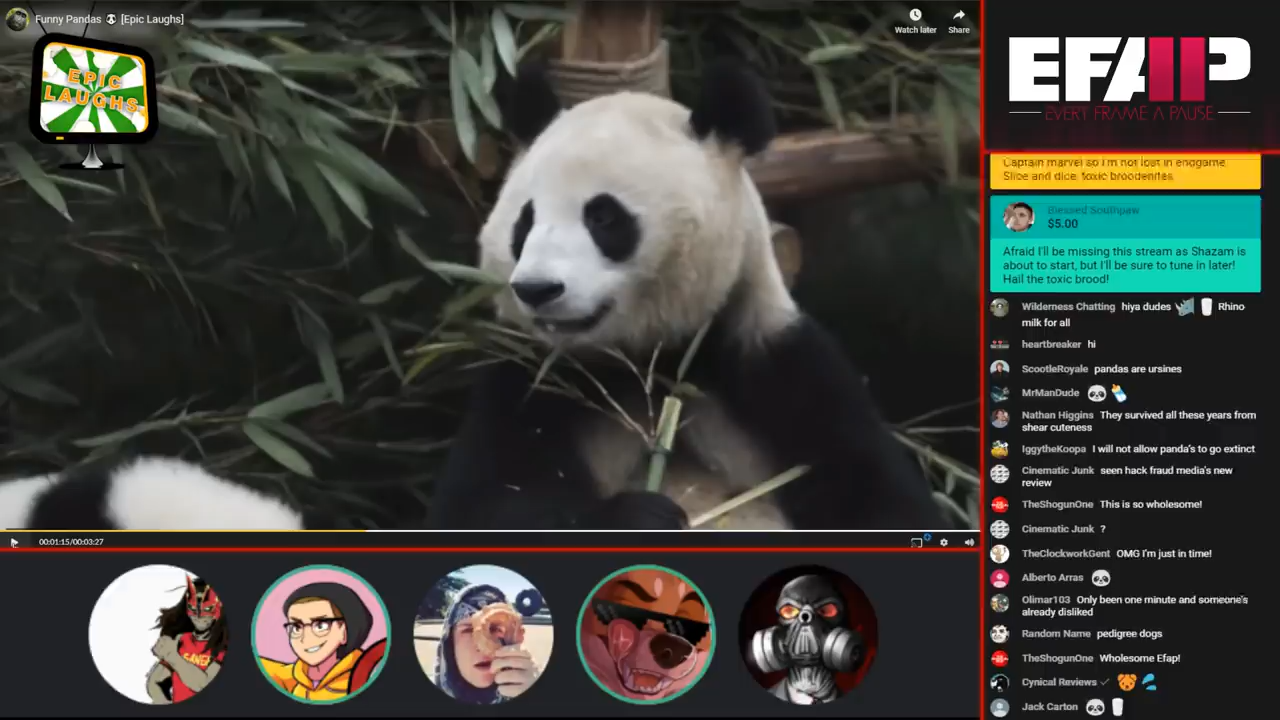 Funny Pandas 🐼 [Epic Laughs]
Watch later
Share
EPIC
LAUGHS
EFAP
EVERY FRAME A PAUSE
Captain marvel so I'm not lost in endgame.
Slice and dice. toxic broodenites.
Blessed Southpaw
$5.00
Afraid I'll be missing this stream as Shazam is
about to start, but I'll be sure to tune in later!
Hail the toxic brood!
Wilderness Chatting hiya dudes 🦏 🥛 Rhino
milk for all
heartbreaker hi
ScootleRoyale pandas are ursines
MrManDude 🐼 🍼
Nathan Higgins They survived all these years from
shear cuteness
IggytheKoopa I will not allow panda's to go extinct
Cinematic Junk seen hack fraud media's new
review
TheShogunOne This is so wholesome!
Cinematic Junk ?
TheClockworkGent OMG I'm just in time!
Alberto Arras 🐼
Olimar103 Only been one minute and someone's
already disliked
Random Name pedigree dogs
TheShogunOne Wholesome Efap!
Cynical Reviews ✓ 🐻 💦
Jack Carton 🐼 🥛
00:01:15/00:03:27